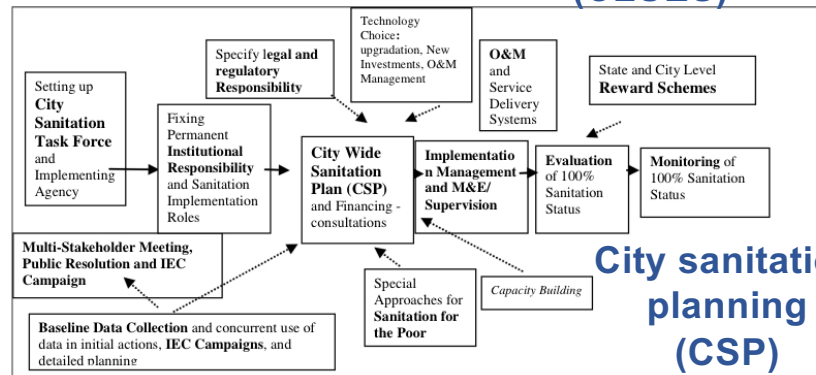 Technology
Choice:
upgradation, New
Investments, O&M
Management
Specify legal and
regulatory
Responsibility
O&M
and
Service
Delivery
Systems
State and City Level
Reward Schemes
Setting up
City
Sanitation
Task Force
and
Implementing
Agency
Fixing
Permanent
Institutional
Responsibility
and Sanitation
Implementation
Roles
City Wide
Sanitation
Plan (CSP)
and Financing -
consultations
Implementatio
n Management
and M&E/
Supervision
Evaluation
of 100%
Sanitation
Status
Monitoring of
100% Sanitation
Status
Multi-Stakeholder Meeting,
Public Resolution and IEC
Campaign
Baseline Data Collection and concurrent use of
data in initial actions, IEC Campaigns, and
detailed planning
Special
Approaches for
Sanitation for
the Poor
Capacity Building
City sanitatio
planning
(CSP)